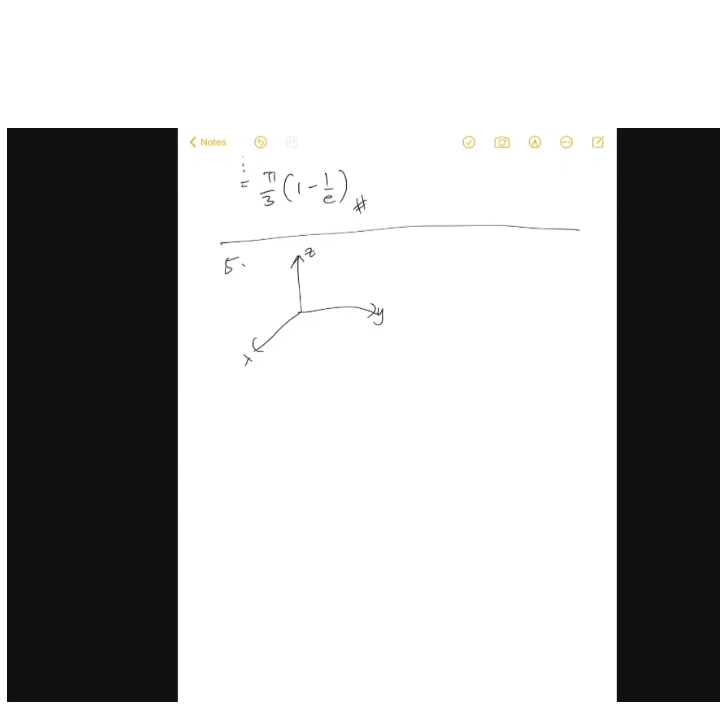 Notes
⋮
= π/3 (1 - 1/e) #
5.
z
y
x